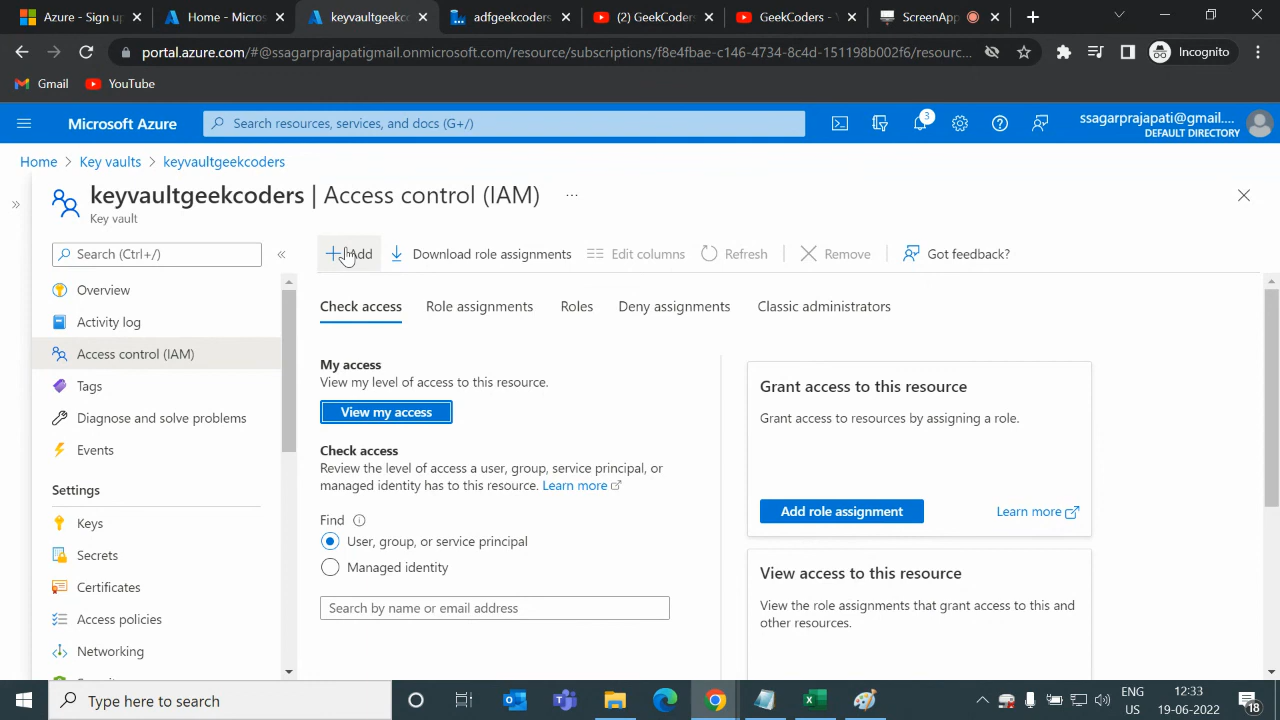 Azure - Sign up
Home - Micros
keyvaultgeekc
adfgeekcoders
(2) GeekCoders
GeekCoders - Y
ScreenApp
portal.azure.com/#@ssagarprajapatigmail.onmicrosoft.com/resource/subscriptions/f8e4fbae-c146-4734-8c4d-151198b002f6/resourc...
Incognito
Gmail
YouTube
Microsoft Azure
Search resources, services, and docs (G+/)
3
ssagarprajapati@gmail....
DEFAULT DIRECTORY
Home > Key vaults > keyvaultgeekcoders
keyvaultgeekcoders | Access control (IAM) ...
Key vault
Search (Ctrl+/)
Add
Download role assignments
Edit columns
Refresh
Remove
Got feedback?
Overview
Activity log
Access control (IAM)
Tags
Diagnose and solve problems
Events
Settings
Keys
Secrets
Certificates
Access policies
Networking
Check access
Role assignments
Roles
Deny assignments
Classic administrators
My access
View my level of access to this resource.
View my access
Check access
Review the level of access a user, group, service principal, or
managed identity has to this resource. Learn more
Find
User, group, or service principal
Managed identity
Search by name or email address
Grant access to this resource
Grant access to resources by assigning a role.
Add role assignment
Learn more
View access to this resource
View the role assignments that grant access to this and
other resources.
Type here to search
ENG
US
12:33
19-06-2022
18